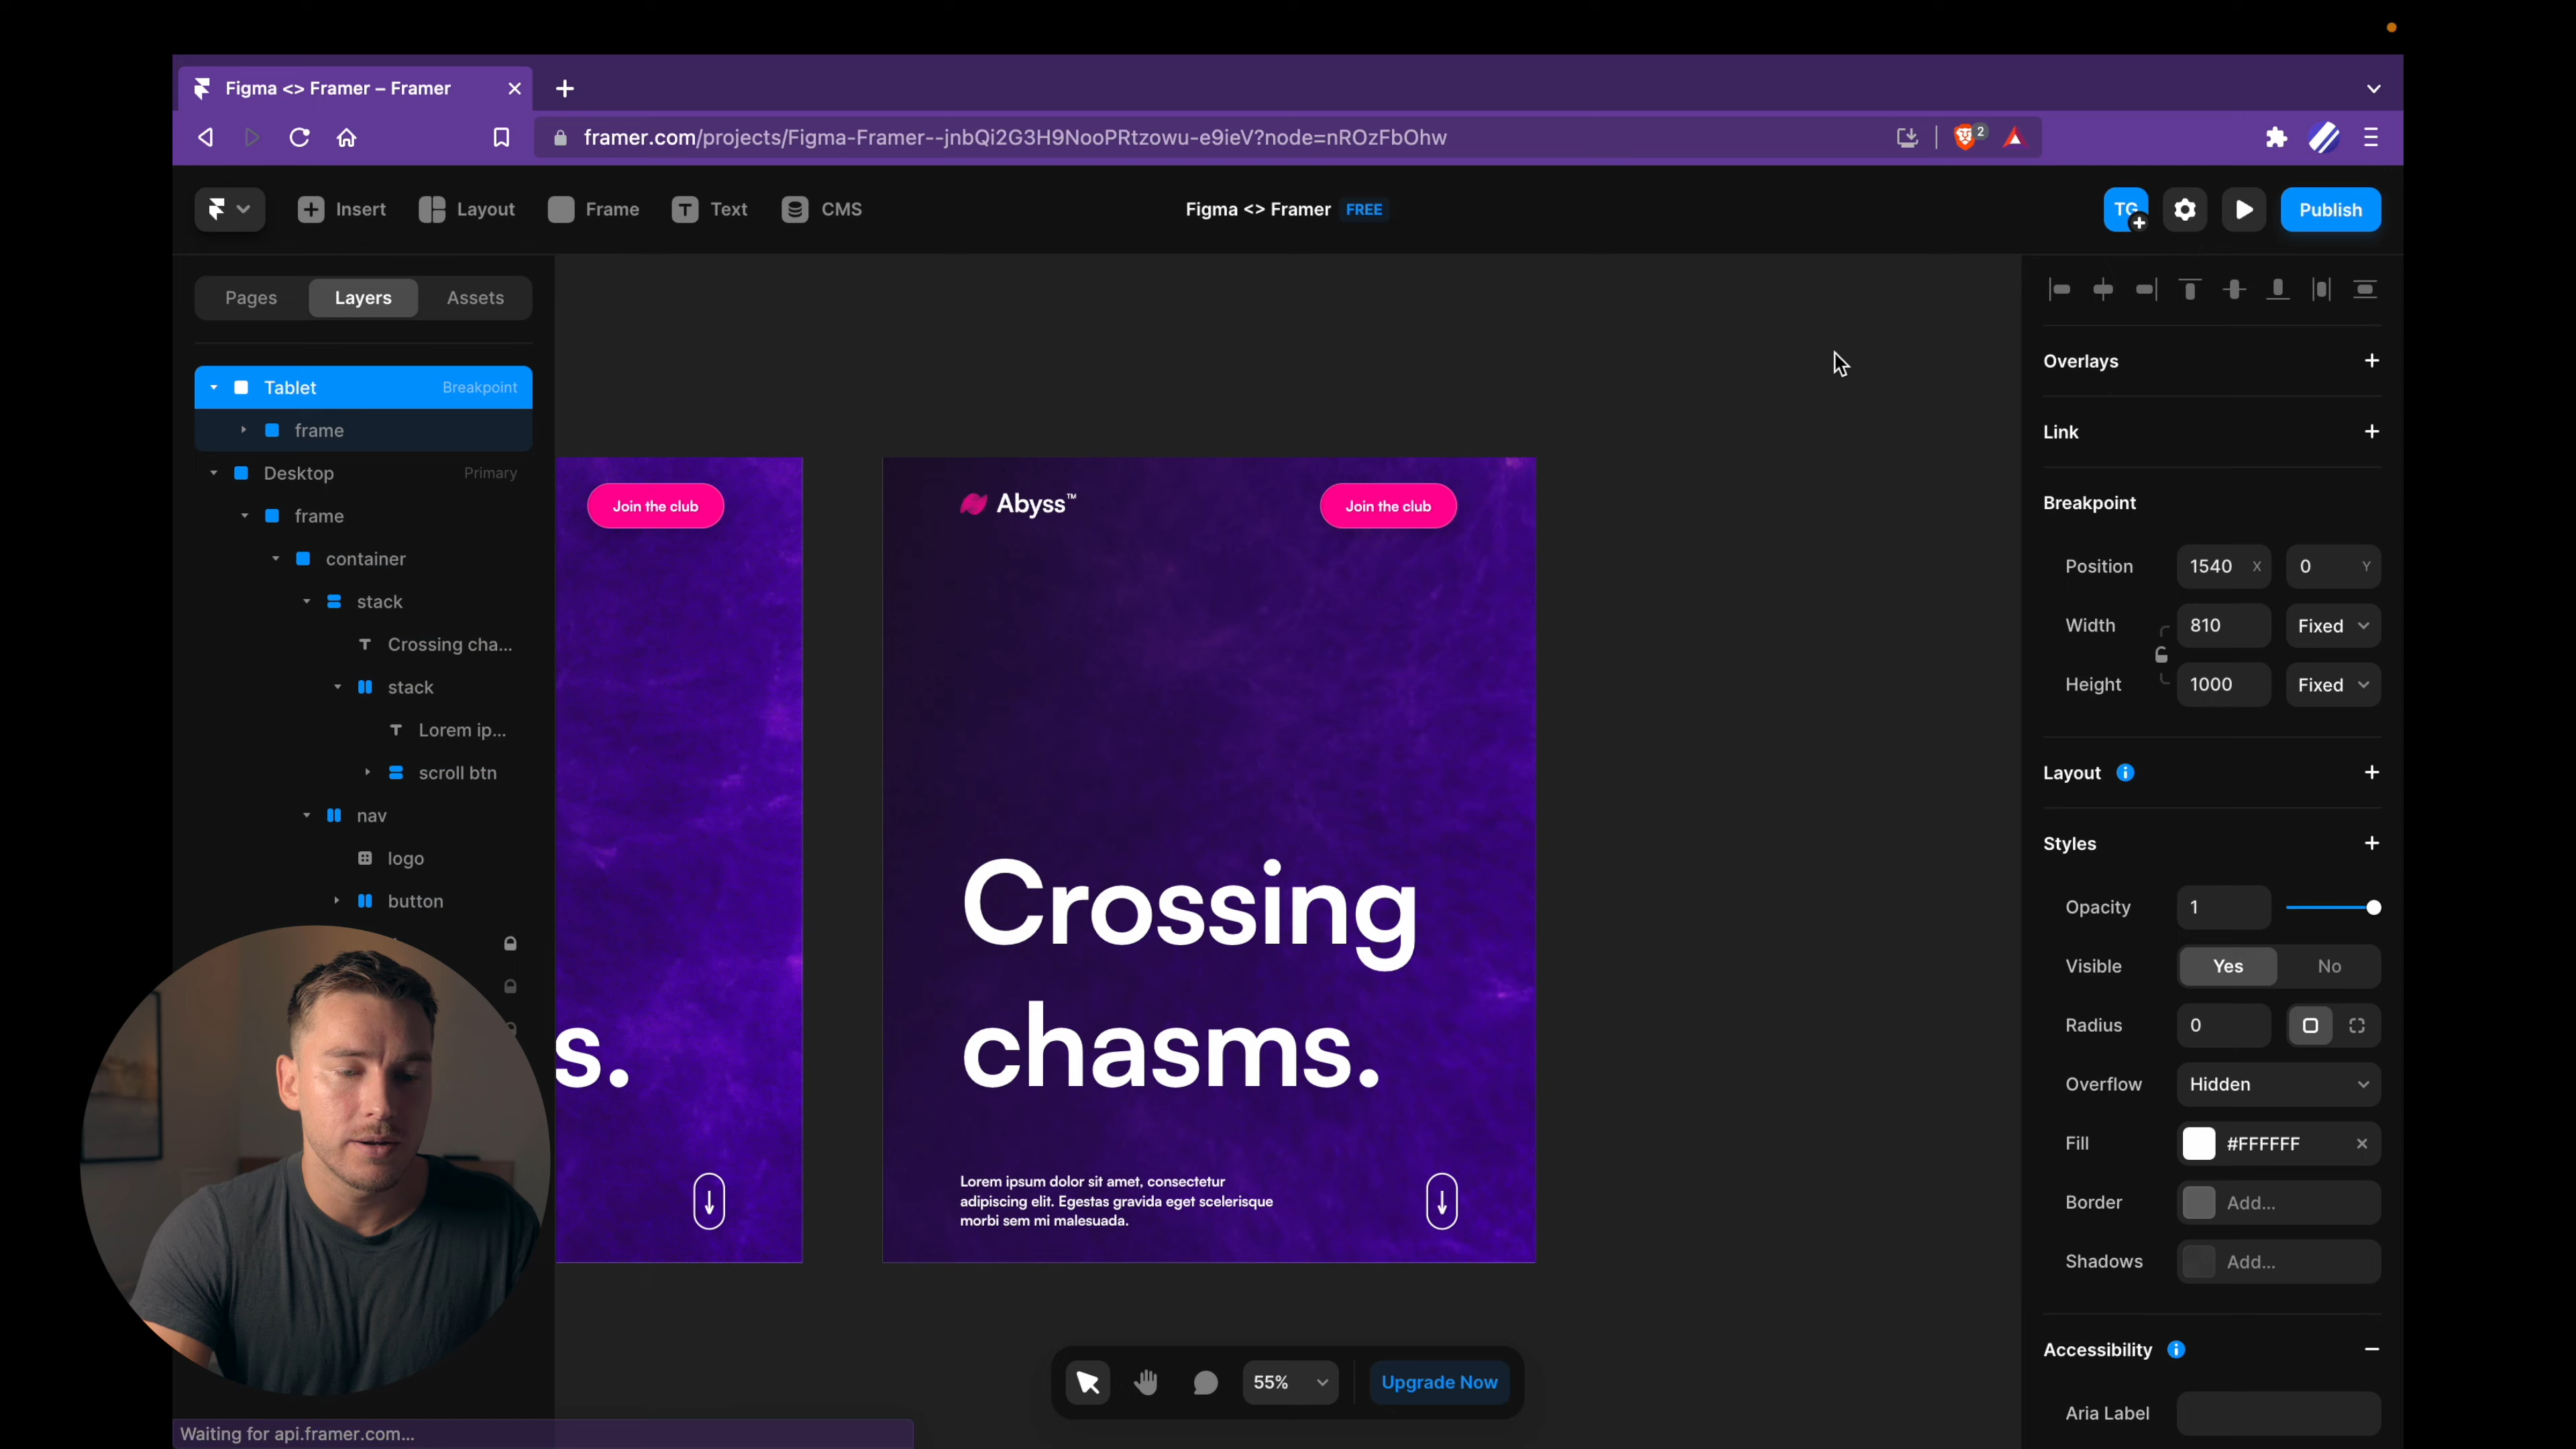 Figma <> Framer – Framer
framer.com/projects/Figma-Framer--jnbQi2G3H9NooPRtzowu-e9ieV?node=nROzFbOhw
2
Insert
Layout
Frame
Text
CMS
Figma <> Framer FREE
TG
Publish
Pages
Layers
Assets
Tablet Breakpoint
frame
Desktop Primary
frame
container
stack
Crossing cha...
stack
Lorem ip...
scroll btn
nav
logo
button
Join the club
s.
Abyss™
Join the club
Crossing
chasms.
Lorem ipsum dolor sit amet, consectetur
adipiscing elit. Egestas gravida eget scelerisque
morbi sem mi malesuada.
55%
Upgrade Now
Waiting for api.framer.com...
Overlays
Link
Breakpoint
Position 1540 X 0 Y
Width 810 Fixed
Height 1000 Fixed
Layout
Styles
Opacity 1
Visible Yes No
Radius 0
Overflow Hidden
Fill #FFFFFF
Border Add...
Shadows Add...
Accessibility
Aria Label